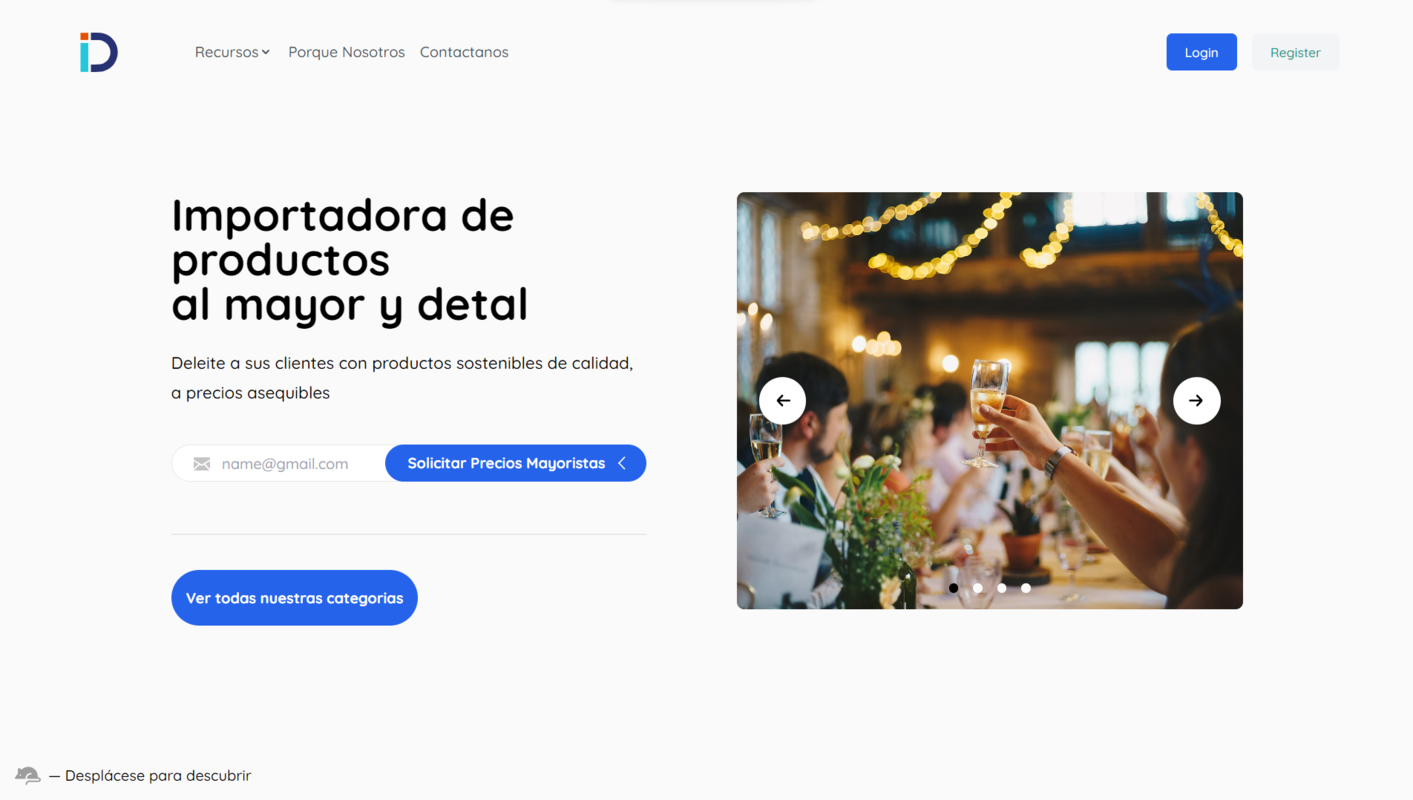 iD
Recursos
Porque Nosotros
Contactanos
Login
Register
Importadora de
productos
al mayor y detal
Deleite a sus clientes con productos sostenibles de calidad,
a precios asequibles
name@gmail.com
Solicitar Precios Mayoristas
Ver todas nuestras categorias
— Desplácese para descubrir